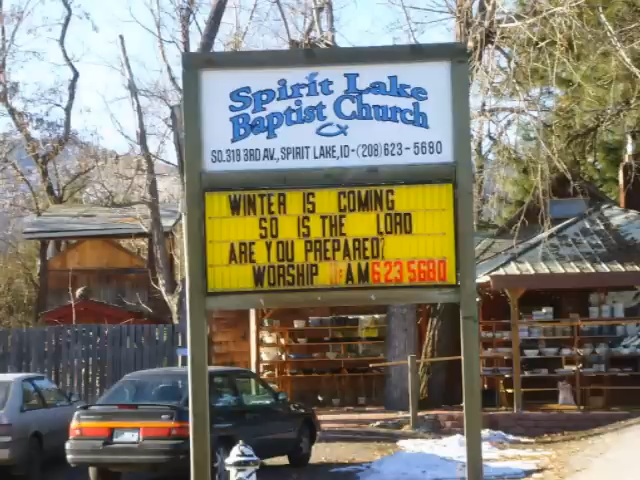 Spirit Lake
Baptist Church
SO. 318 3RD AV., SPIRIT LAKE, ID - (208) 623 - 5680
WINTER IS COMING
SO IS THE LORD
ARE YOU PREPARED?
WORSHIP AM 623 5680